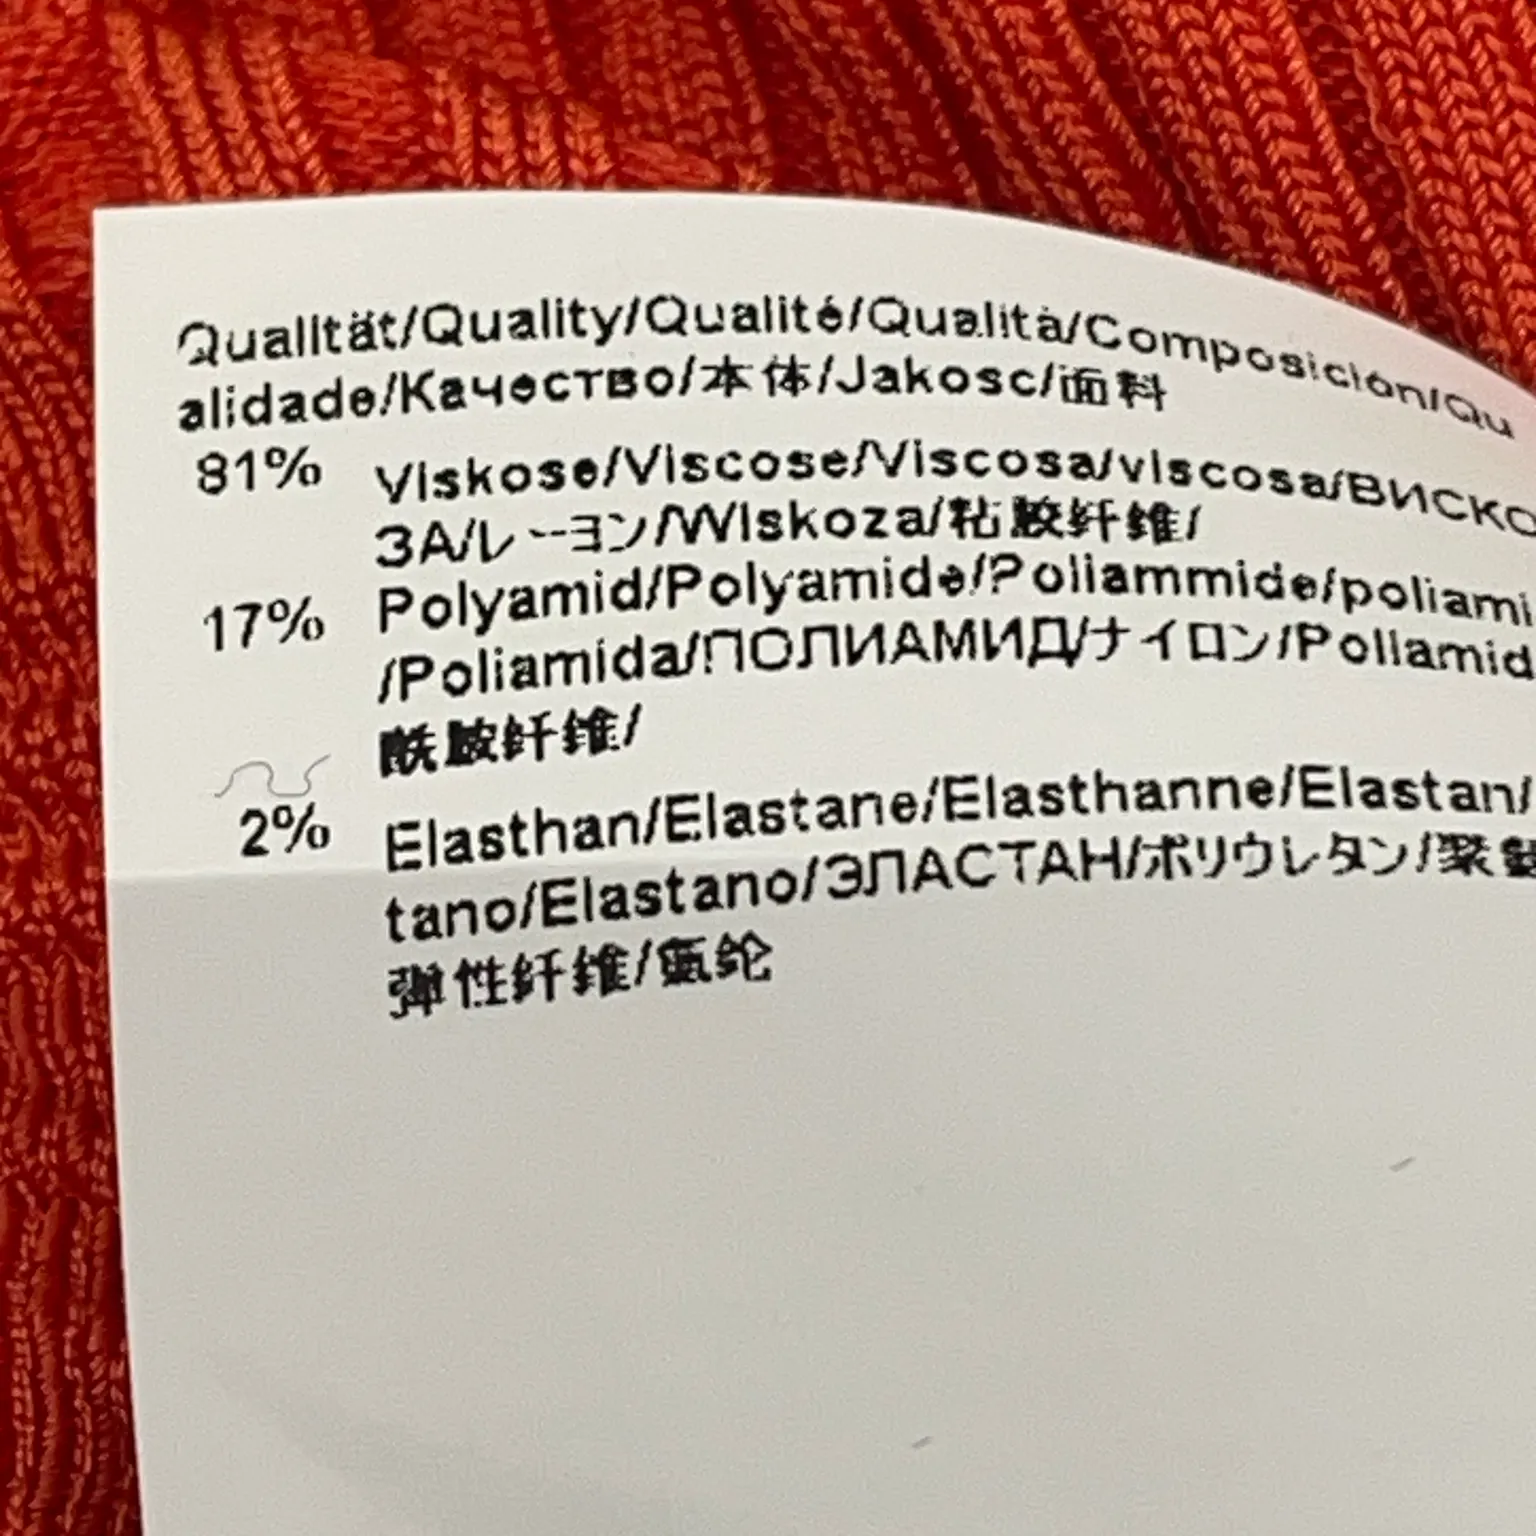 Qualität/Quality/Qualité/Qualità/Composición/Qu
alidade/Качество/本体/Jakosc/面料
81% Viskose/Viscose/Viscosa/viscosa/ВИСКО
ЗА/レーヨン/Wiskoza/粘胶纤维/
17% Polyamid/Polyamide/Poliammide/poliami
/Poliamida/ПОЛИАМИД/ナイロン/Poliamid
酰胺纤维/
2% Elasthan/Elastane/Elasthanne/Elastan/
tano/Elastano/ЭЛАСТАН/ポリウレタン/聚氨
弹性纤维/氨纶